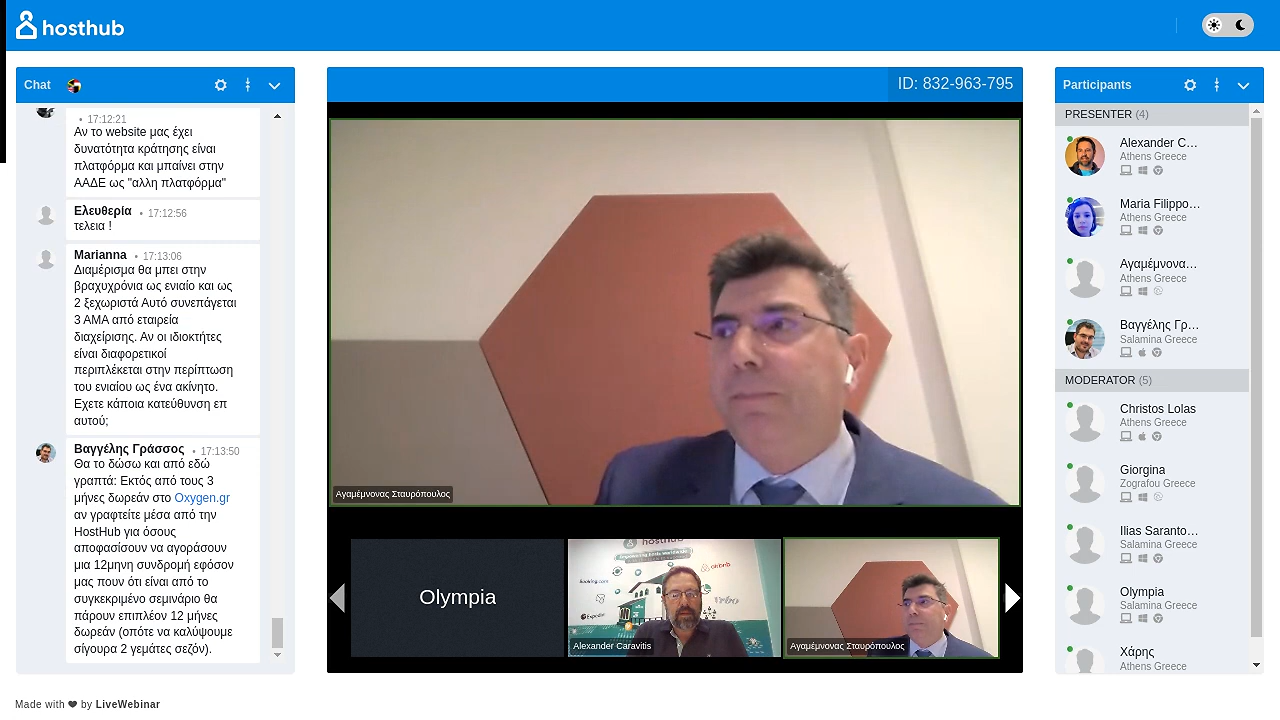 hosthub
Chat
• 17:12:21
Αν το website μας έχει
δυνατότητα κράτησης είναι
πλατφόρμα και μπαίνει στην
ΑΑΔΕ ως "αλλη πλατφόρμα"
Ελευθερία • 17:12:56
τελεια !
Marianna • 17:13:06
Διαμέρισμα θα μπει στην
βραχυχρόνια ως ενιαίο και ως
2 ξεχωριστά Αυτό συνεπάγεται
3 ΑΜΑ από εταιρεία
διαχείρισης. Αν οι ιδιοκτήτες
είναι διαφορετικοί
περιπλέκεται στην περίπτωση
του ενιαίου ως ένα ακίνητο.
Εχετε κάποια κατεύθυνση επ
αυτού;
Βαγγέλης Γράσσος • 17:13:50
Θα το δώσω και από εδώ
γραπτά: Εκτός από τους 3
μήνες δωρεάν στο Oxygen.gr
αν γραφτείτε μέσα από την
HostHub για όσους
αποφασίσουν να αγοράσουν
μια 12μηνη συνδρομή εφόσον
μας πουν ότι είναι από το
συγκεκριμένο σεμινάριο θα
πάρουν επιπλέον 12 μήνες
δωρεάν (οπότε να καλύψουμε
σίγουρα 2 γεμάτες σεζόν).
ID: 832-963-795
Αγαμέμνονας Σταυρόπουλος
Olympia
hosthub
Booking.com
airbnb
Vrbo
Expedia
Alexander Caravitis
Αγαμέμνονας Σταυρόπουλος
Participants
PRESENTER (4)
Alexander C…
Athens Greece
Maria Filippo…
Athens Greece
Αγαμέμνονα…
Athens Greece
Βαγγέλης Γρ…
Salamina Greece
MODERATOR (5)
Christos Lolas
Athens Greece
Giorgina
Zografou Greece
Ilias Saranto…
Salamina Greece
Olympia
Salamina Greece
Χάρης
Athens Greece
Made with ❤ by LiveWebinar